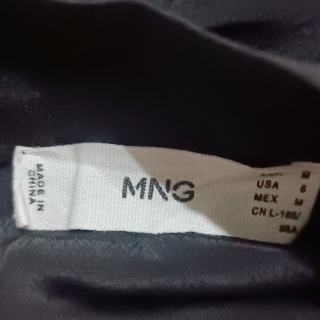 MADE IN
CHINA
MNG
M
USA 6
MEX M
CN L-165/
88A